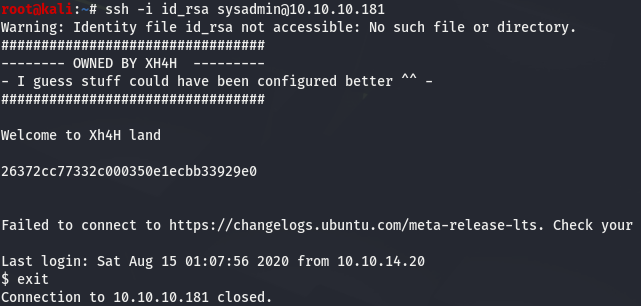 root@kali:~# ssh -i id_rsa sysadmin@10.10.10.181
Warning: Identity file id_rsa not accessible: No such file or directory.
#################################
-------- OWNED BY XH4H  ---------
- I guess stuff could have been configured better ^^ -
#################################
Welcome to Xh4H land
26372cc77332c000350e1ecbb33929e0
Failed to connect to https://changelogs.ubuntu.com/meta-release-lts. Check your
Last login: Sat Aug 15 01:07:56 2020 from 10.10.14.20
$ exit
Connection to 10.10.10.181 closed.